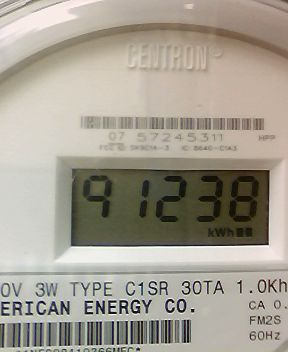 CENTRON®
07 57245311 HPP
91238
kWh
0V 3W TYPE C1SR 30TA 1.0Kh
ERICAN ENERGY CO. CA 0.
FM2S
60Hz